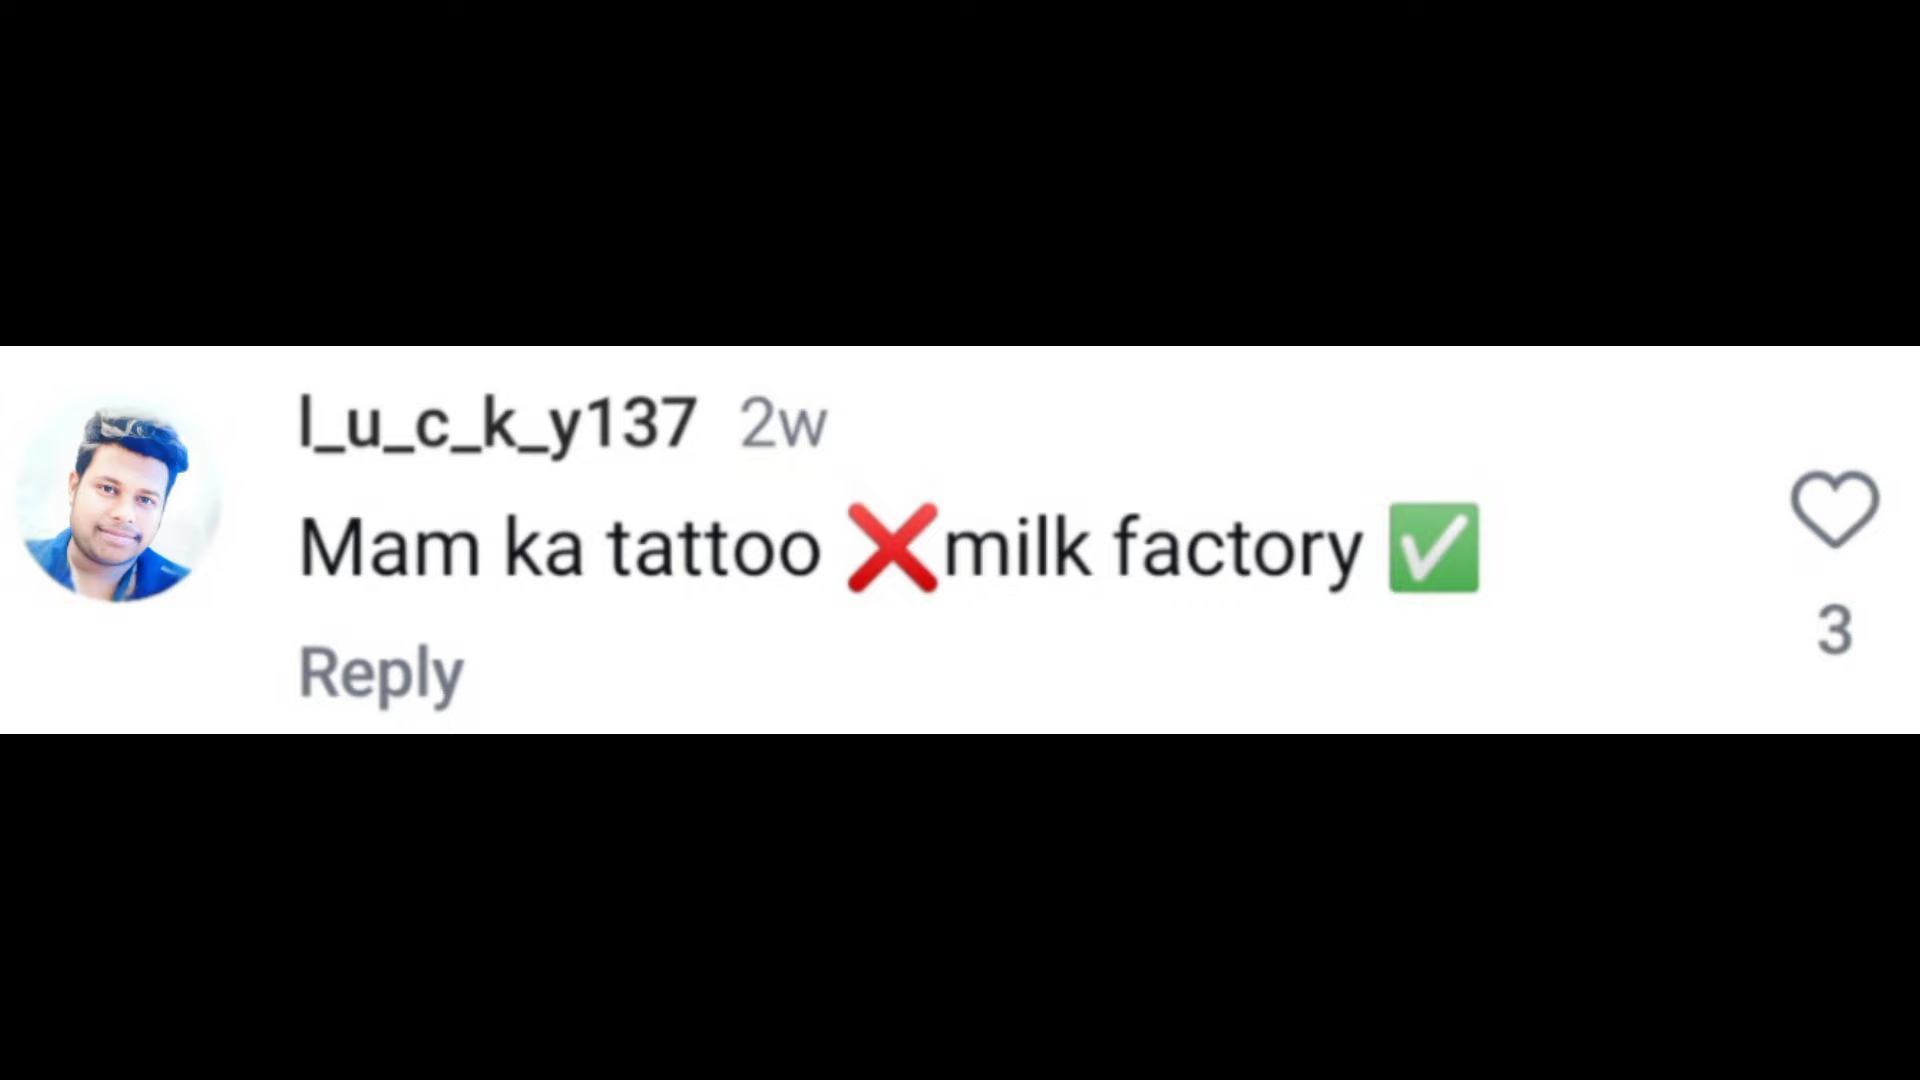 l_u_c_k_y137 2w
Mam ka tattoo ❌milk factory ✅
3
Reply